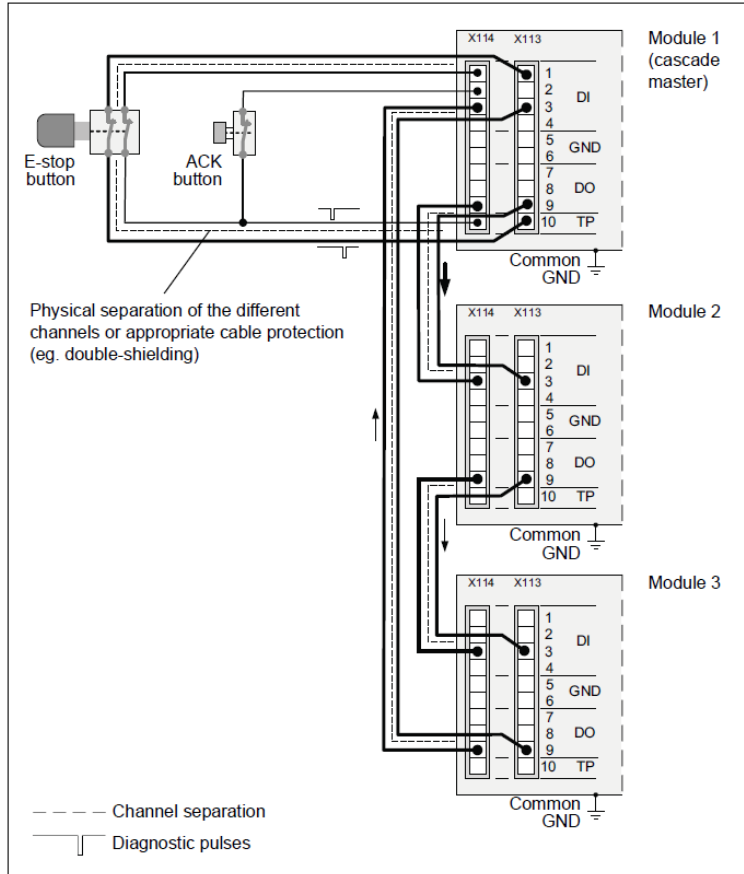 X114 X113
Module 1
(cascade
master)
1
2
3
4
DI
5
6
GND
7
8
9
DO
10 TP
Common
GND
E-stop
button
ACK
button
Physical separation of the different
channels or appropriate cable protection
(eg. double-shielding)
X114 X113
Module 2
1
2
3
4
DI
5
6
GND
7
8
9
DO
10 TP
Common
GND
X114 X113
Module 3
1
2
3
4
DI
5
6
GND
7
8
9
DO
10 TP
Common
GND
Channel separation
Diagnostic pulses